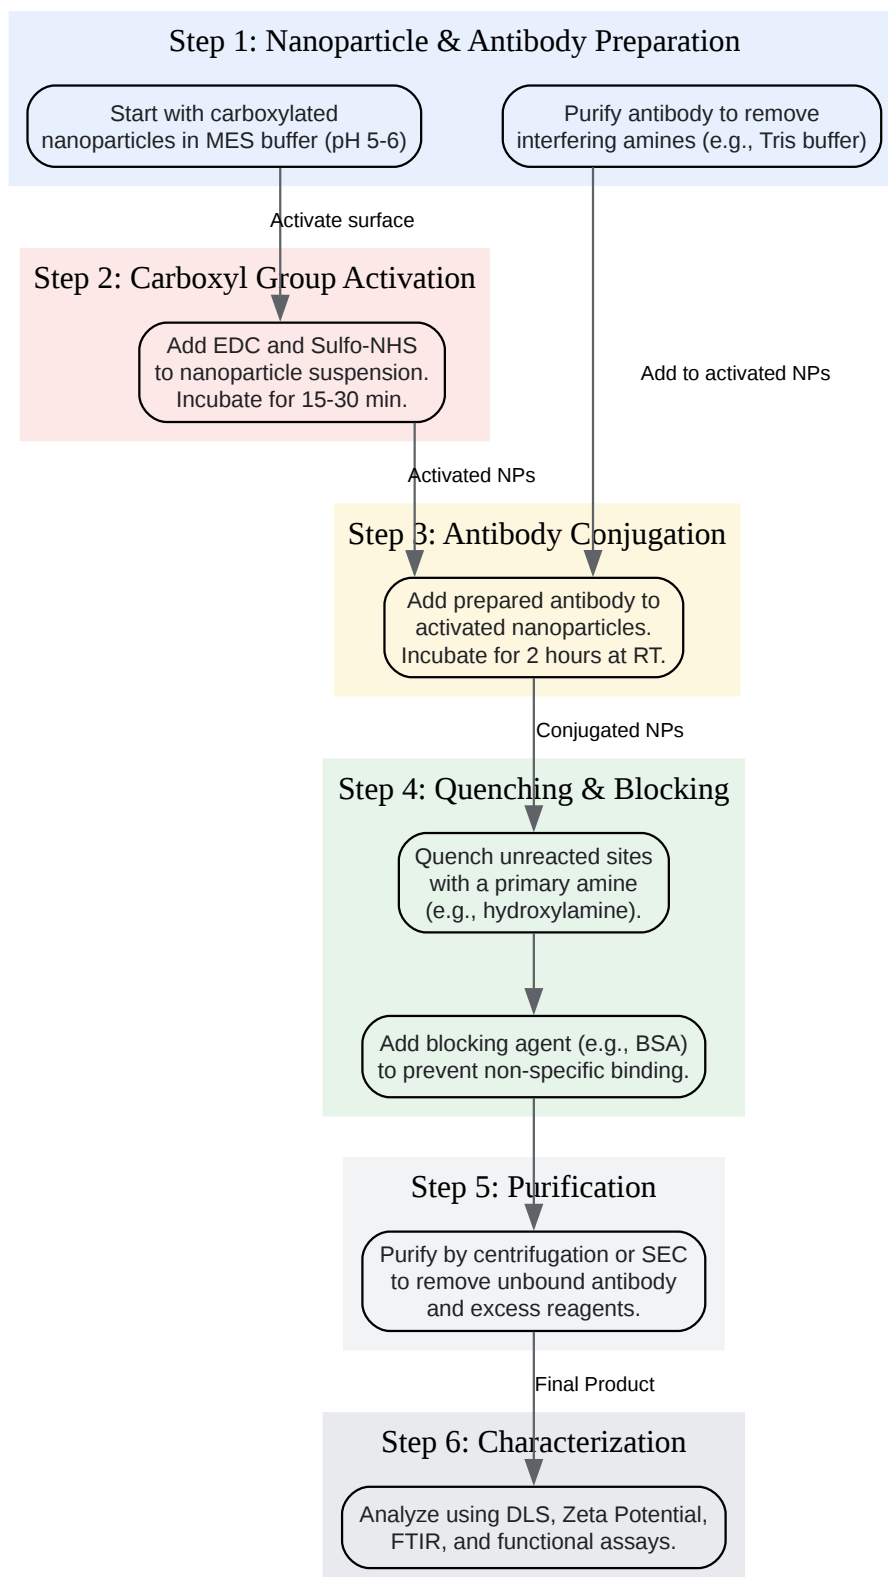 Step 1: Nanoparticle & Antibody Preparation
Start with carboxylated
nanoparticles in MES buffer (pH 5-6)
Purify antibody to remove
interfering amines (e.g., Tris buffer)
Activate surface
Step 2: Carboxyl Group Activation
Add EDC and Sulfo-NHS
to nanoparticle suspension.
Incubate for 15-30 min.
Add to activated NPs
Activated NPs
Step 3: Antibody Conjugation
Add prepared antibody to
activated nanoparticles.
Incubate for 2 hours at RT.
Conjugated NPs
Step 4: Quenching & Blocking
Quench unreacted sites
with a primary amine
(e.g., hydroxylamine).
Add blocking agent (e.g., BSA)
to prevent non-specific binding.
Step 5: Purification
Purify by centrifugation or SEC
to remove unbound antibody
and excess reagents.
Final Product
Step 6: Characterization
Analyze using DLS, Zeta Potential,
FTIR, and functional assays.